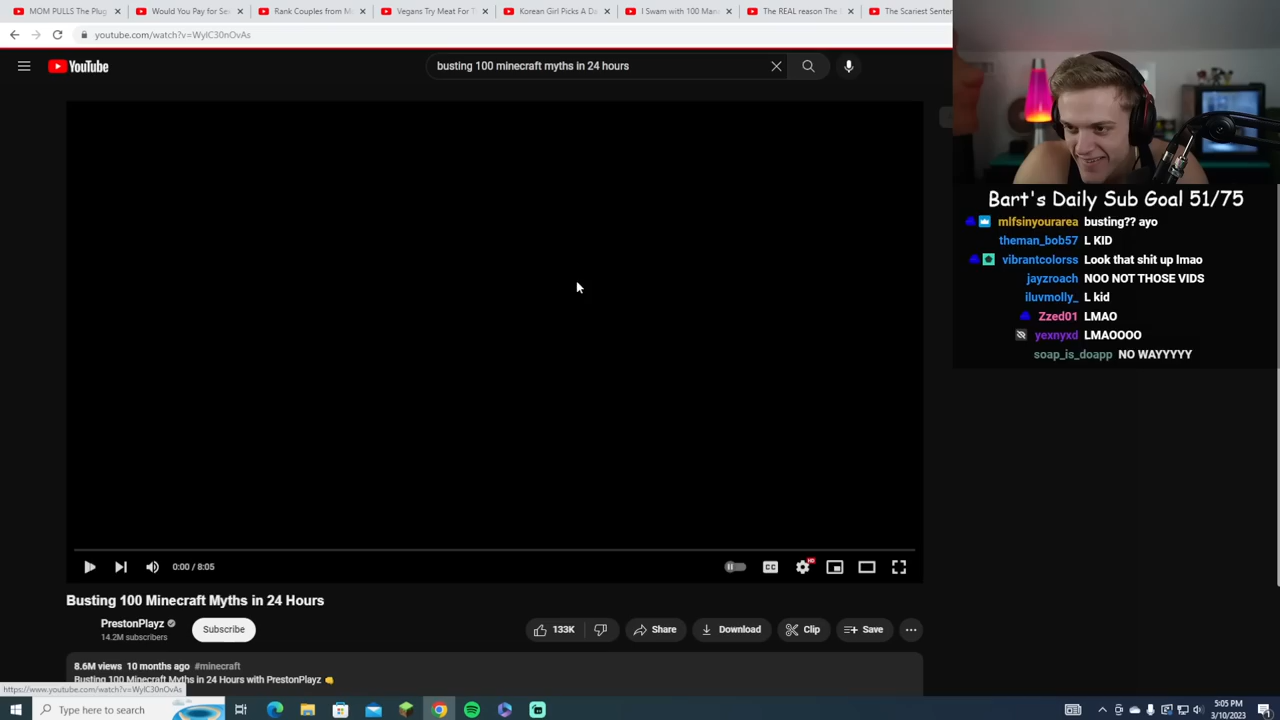 MOM PULLS The Plug
Would You Pay for Se
Rank Couples from M
Vegans Try Meat For T
Korean Girl Picks A Da
I Swam with 100 Man
The REAL reason The
The Scariest Senten
youtube.com/watch?v=WylC30nOvAs
YouTube
busting 100 minecraft myths in 24 hours
Bart's Daily Sub Goal 51/75
mlfsinyourarea busting?? ayo
theman_bob57 L KID
vibrantcolorss Look that shit up lmao
jayzroach NOO NOT THOSE VIDS
iluvmolly_ L kid
Zzed01 LMAO
yexnyxd LMAOOOO
soap_is_doapp NO WAYYYYY
0:00 / 8:05
CC
HD
Busting 100 Minecraft Myths in 24 Hours
PrestonPlayz
14.2M subscribers
Subscribe
133K
Share
Download
Clip
Save
8.6M views 10 months ago #minecraft
Busting 100 Minecraft Myths in 24 Hours with PrestonPlayz
https://www.youtube.com/watch?v=WylC30nOvAs
Type here to search
5:05 PM
3/10/2023